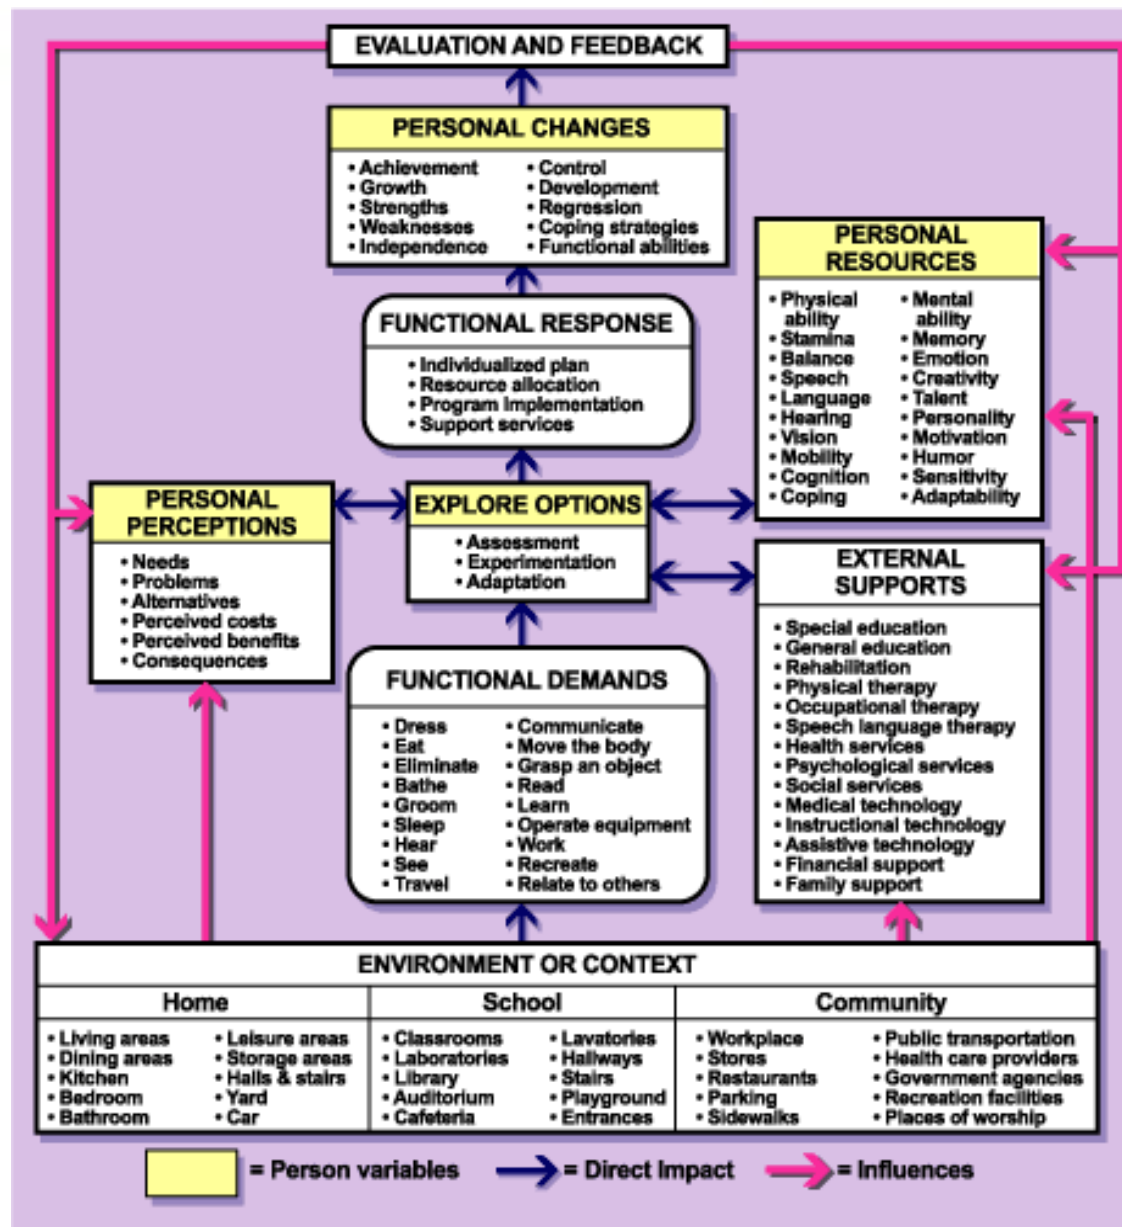 EVALUATION AND FEEDBACK
PERSONAL CHANGES
• Achievement
• Growth
• Strengths
• Weaknesses
• Independence
• Control
• Development
• Regression
• Coping strategies
• Functional abilities
FUNCTIONAL RESPONSE
• Individualized plan
• Resource allocation
• Program Implementation
• Support services
PERSONAL
RESOURCES
• Physical
ability
• Stamina
• Balance
• Speech
• Language
• Hearing
• Vision
• Mobility
• Cognition
• Coping
• Mental
ability
• Memory
• Emotion
• Creativity
• Talent
• Personality
• Motivation
• Humor
• Sensitivity
• Adaptability
PERSONAL
PERCEPTIONS
• Needs
• Problems
• Alternatives
• Perceived costs
• Perceived benefits
• Consequences
EXPLORE OPTIONS
• Assessment
• Experimentation
• Adaptation
EXTERNAL
SUPPORTS
• Special education
• General education
• Rehabilitation
• Physical therapy
• Occupational therapy
• Speech language therapy
• Health services
• Psychological services
• Social services
• Medical technology
• Instructional technology
• Assistive technology
• Financial support
• Family support
FUNCTIONAL DEMANDS
• Dress
• Eat
• Eliminate
• Bathe
• Groom
• Sleep
• Hear
• See
• Travel
• Communicate
• Move the body
• Grasp an object
• Read
• Learn
• Operate equipment
• Work
• Recreate
• Relate to others
ENVIRONMENT OR CONTEXT
Home
• Living areas
• Dining areas
• Kitchen
• Bedroom
• Bathroom
• Leisure areas
• Storage areas
• Halls & stairs
• Yard
• Car
School
• Classrooms
• Laboratories
• Library
• Auditorium
• Cafeteria
• Lavatories
• Hallways
• Stairs
• Playground
• Entrances
Community
• Workplace
• Stores
• Restaurants
• Parking
• Sidewalks
• Public transportation
• Health care providers
• Government agencies
• Recreation facilities
• Places of worship
= Person variables
= Direct Impact
= Influences